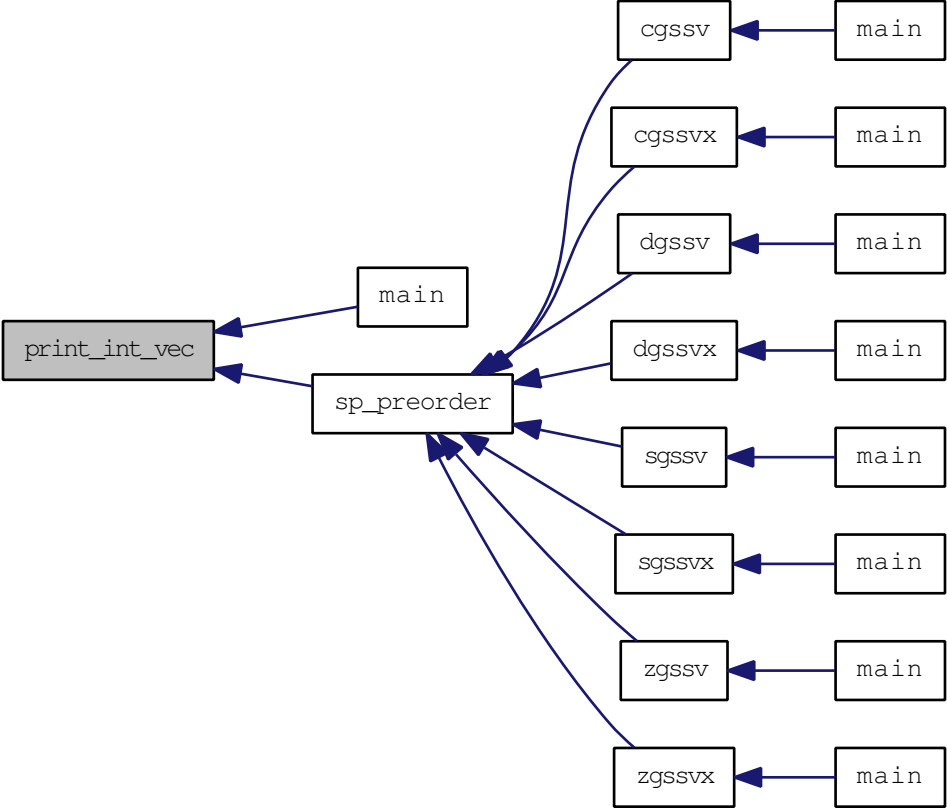 cgssv
main
cgssvx
main
dgssv
main
main
print_int_vec
dgssvx
main
sp_preorder
sgssv
main
sgssvx
main
zgssv
main
zgssvx
main